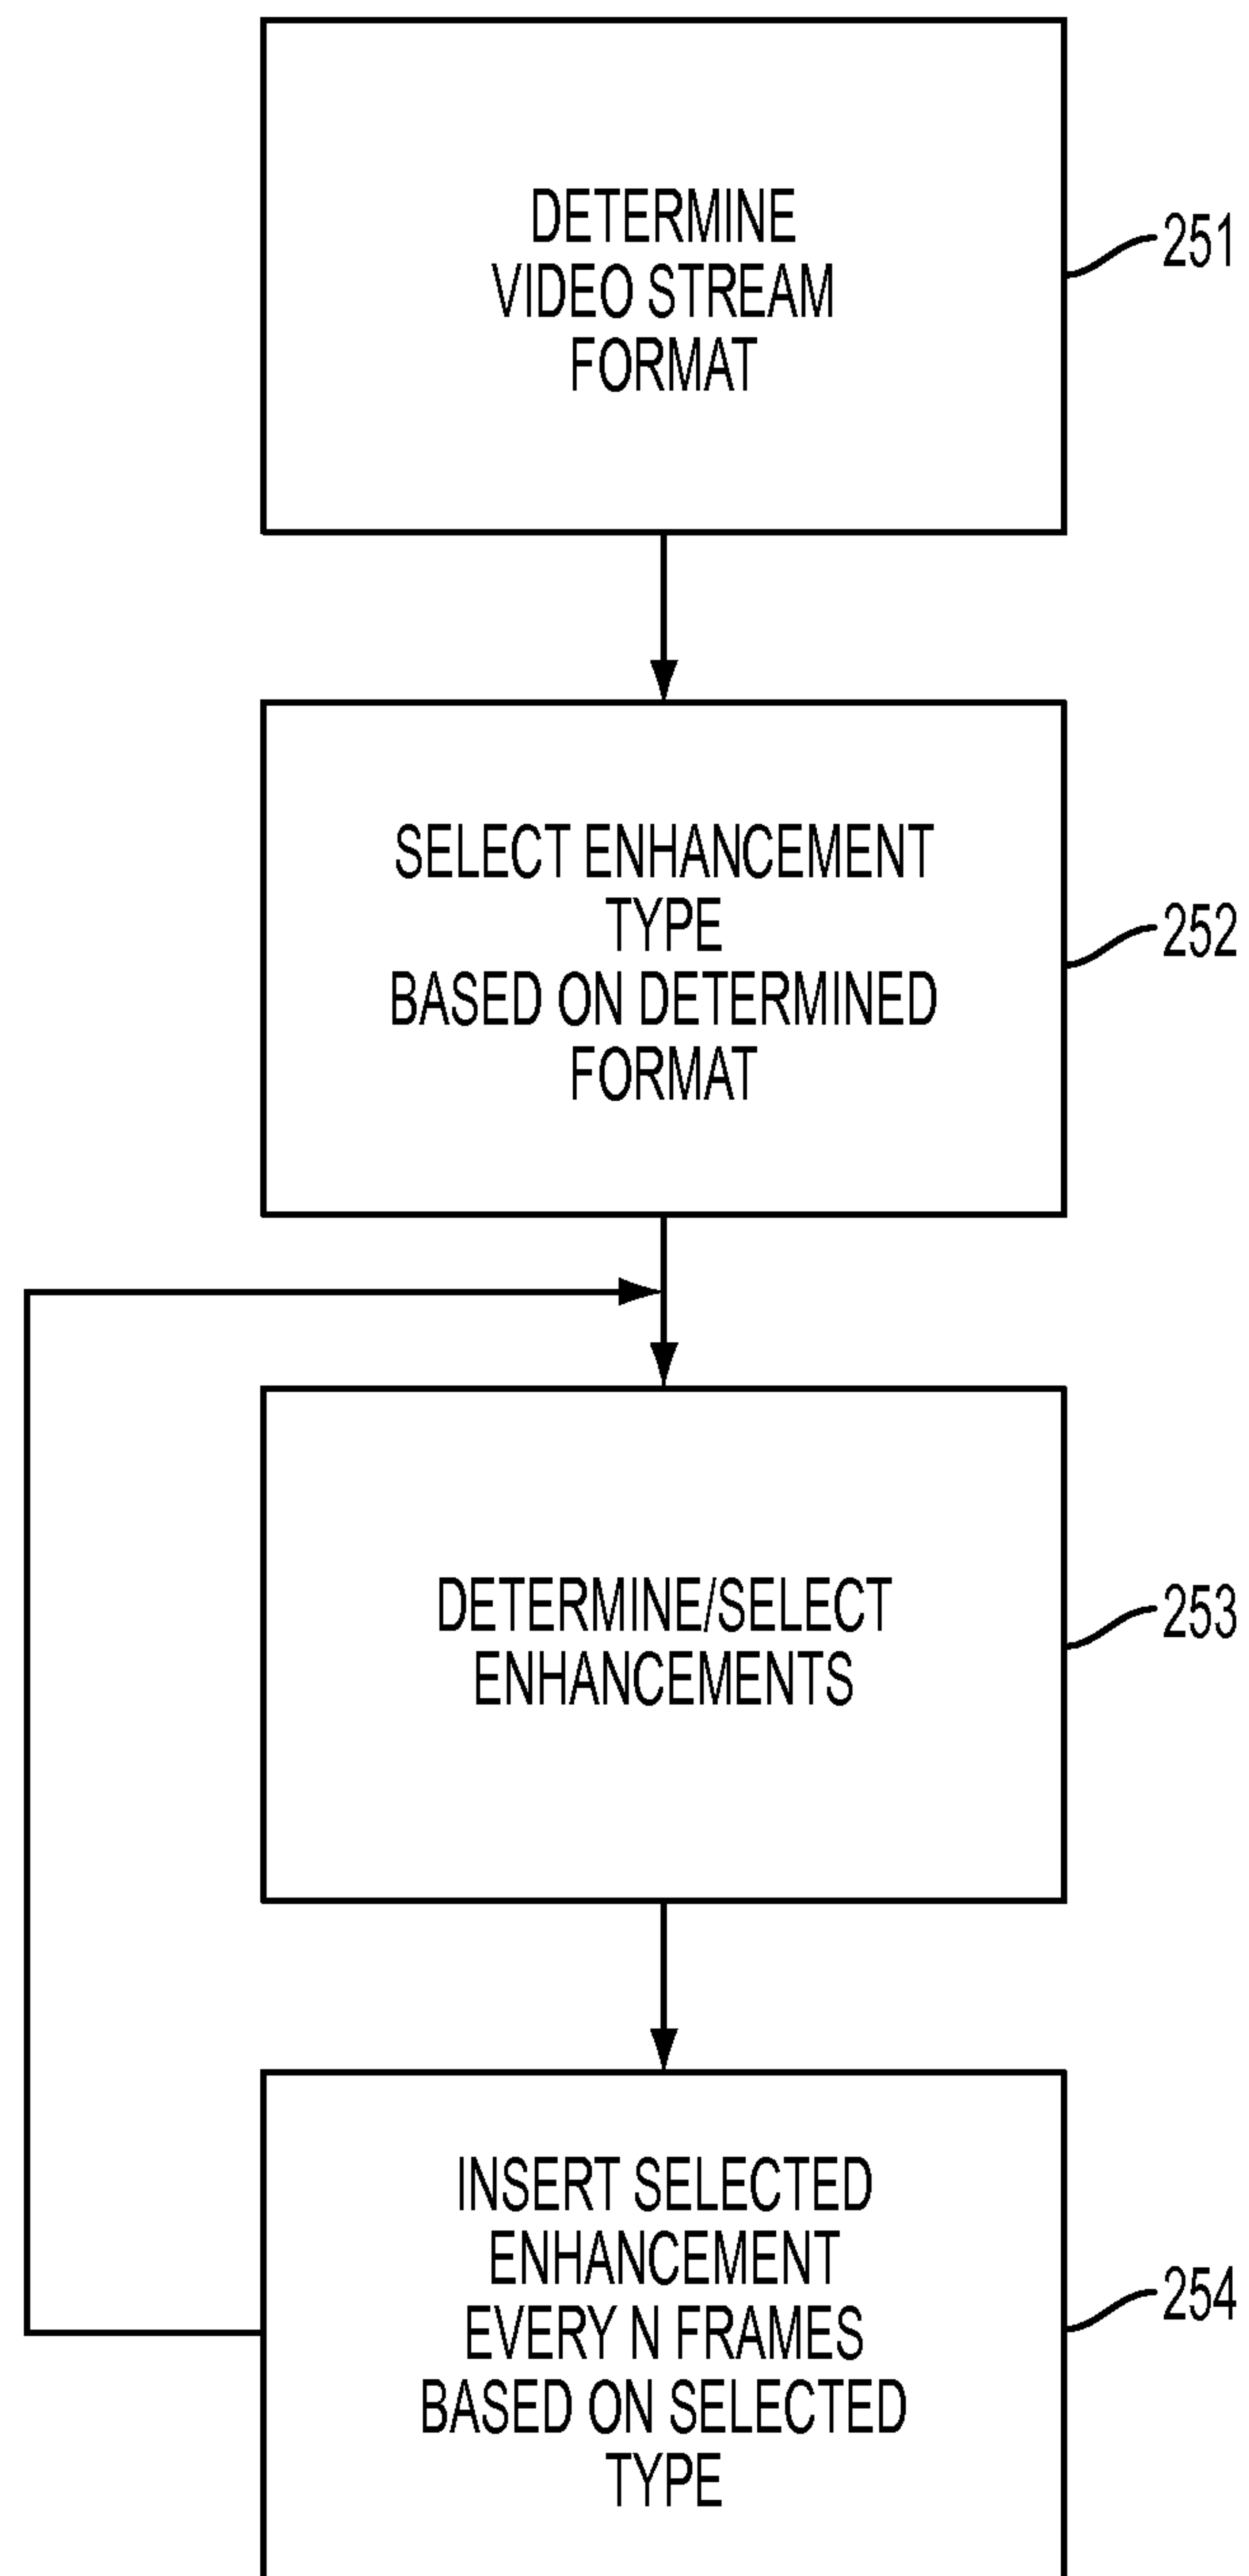 DETERMINE
VIDEO STREAM
FORMAT
251
SELECT ENHANCEMENT
TYPE
BASED ON DETERMINED
FORMAT
252
DETERMINE/SELECT
ENHANCEMENTS
253
INSERT SELECTED
ENHANCEMENT
EVERY N FRAMES
BASED ON SELECTED
TYPE
254